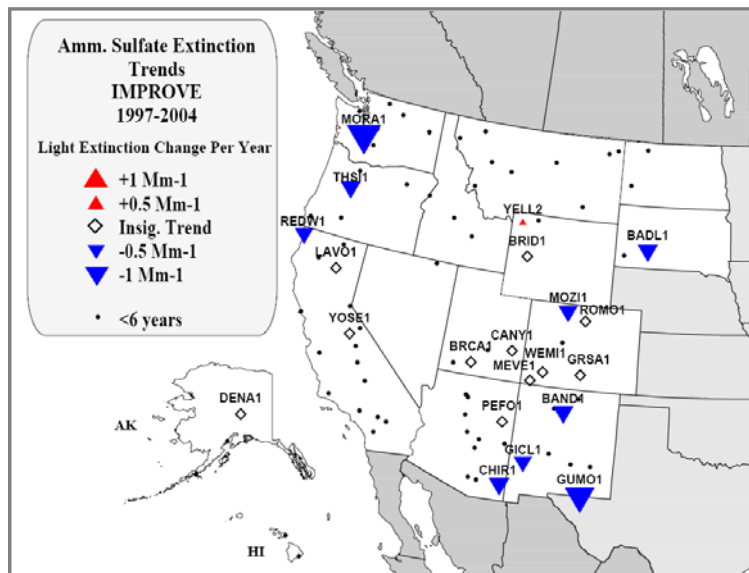 Amm. Sulfate Extinction
Trends
IMPROVE
1997-2004
Light Extinction Change Per Year
+1 Mm-1
+0.5 Mm-1
Insig. Trend
-0.5 Mm-1
-1 Mm-1
<6 years
MORA1
THSI1
REDW1
LAVO1
YELL2
BRID1
BADL1
MOZI1
ROMO1
YOSE1
CANY1
BRCA1
WEMI1
MEVE1
GRSA1
DENA1
PEFO1
BAND1
AK
GICL1
CHIR1
GUMO1
HI